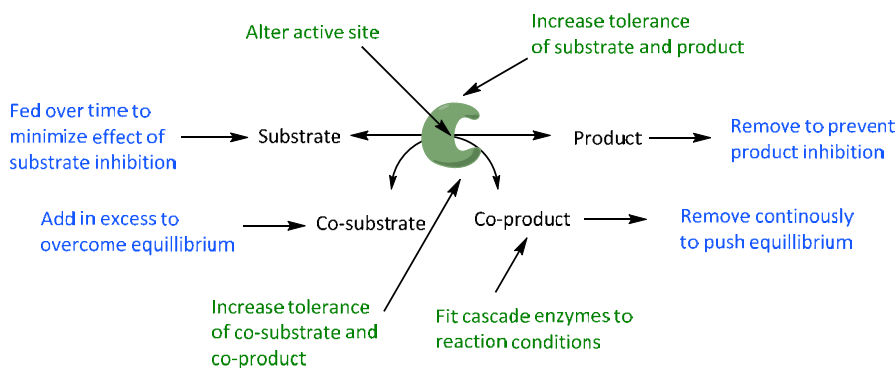 Alter active site
Increase tolerance
of substrate and product
Fed over time to
minimize effect of
substrate inhibition
Substrate
Product
Remove to prevent
product inhibition
Add in excess to
overcome equillibrium
Co-substrate
Co-product
Remove continously
to push equillibrium
Increase tolerance
of co-substrate and
co-product
Fit cascade enzymes to
reaction conditions